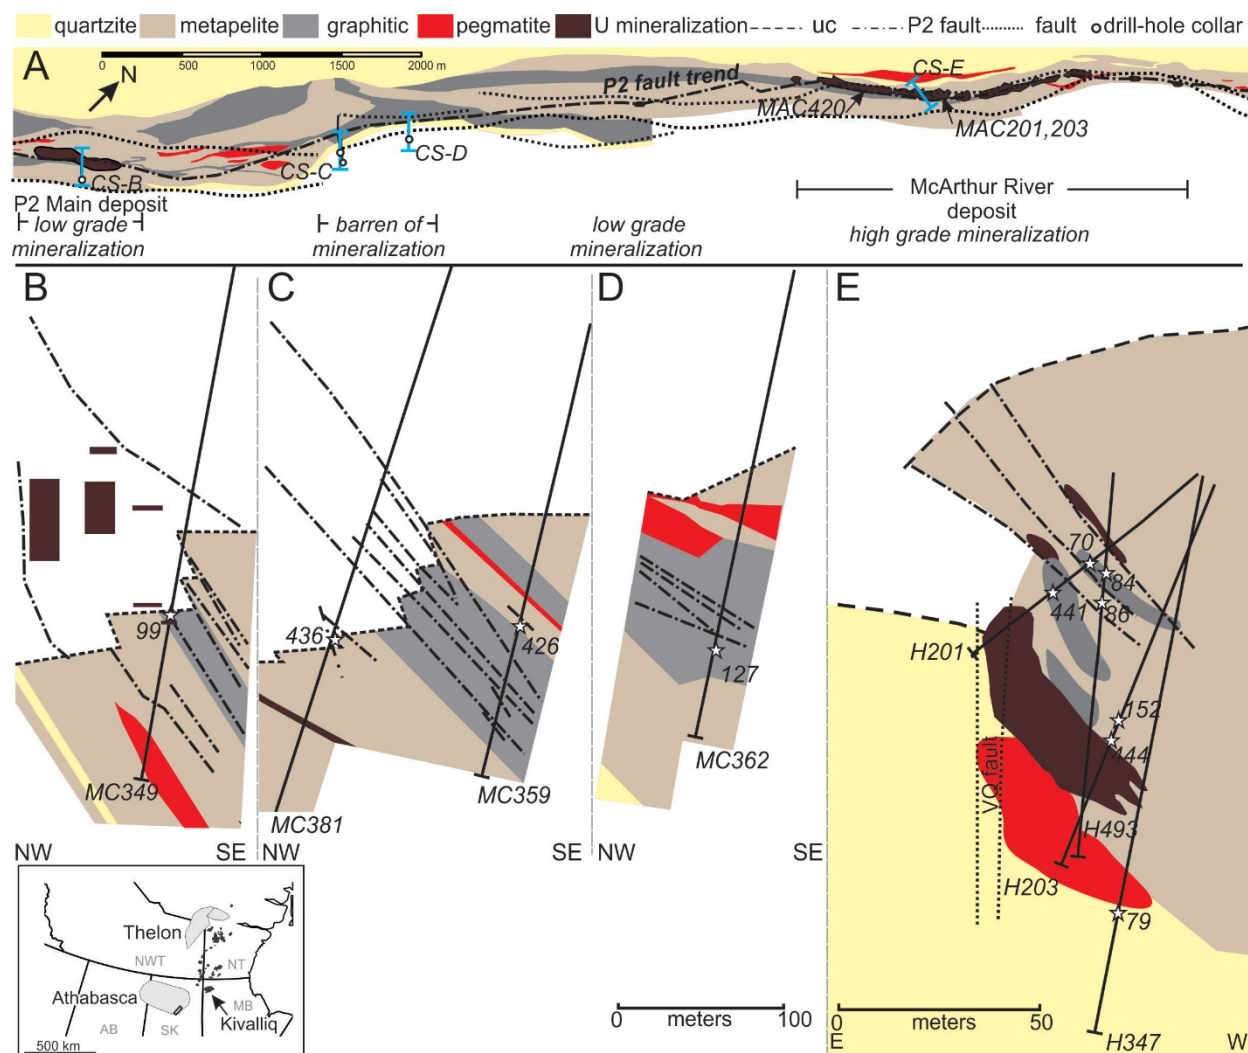 quartzite metapelite graphitic pegmatite U mineralization uc P2 fault fault drill-hole collar
A
0 500 1000 1500 2000 m
N
P2 fault trend
CS-E
MAC420
MAC201,203
CS-D
CS-C
CS-B
P2 Main deposit
low grade mineralization
barren of mineralization
low grade mineralization
McArthur River deposit
high grade mineralization
B
99
MC349
NW SE
C
436
426
MC359
MC381
NW SE
D
127
MC362
NW SE
0 meters 100
E
70
84
441
86
H201
152
444
VQ fault
H493
H203
79
H347
0 meters 50
E W
Thelon
NWT NT
Athabasca
MB
Kivalliq
AB SK
500 km